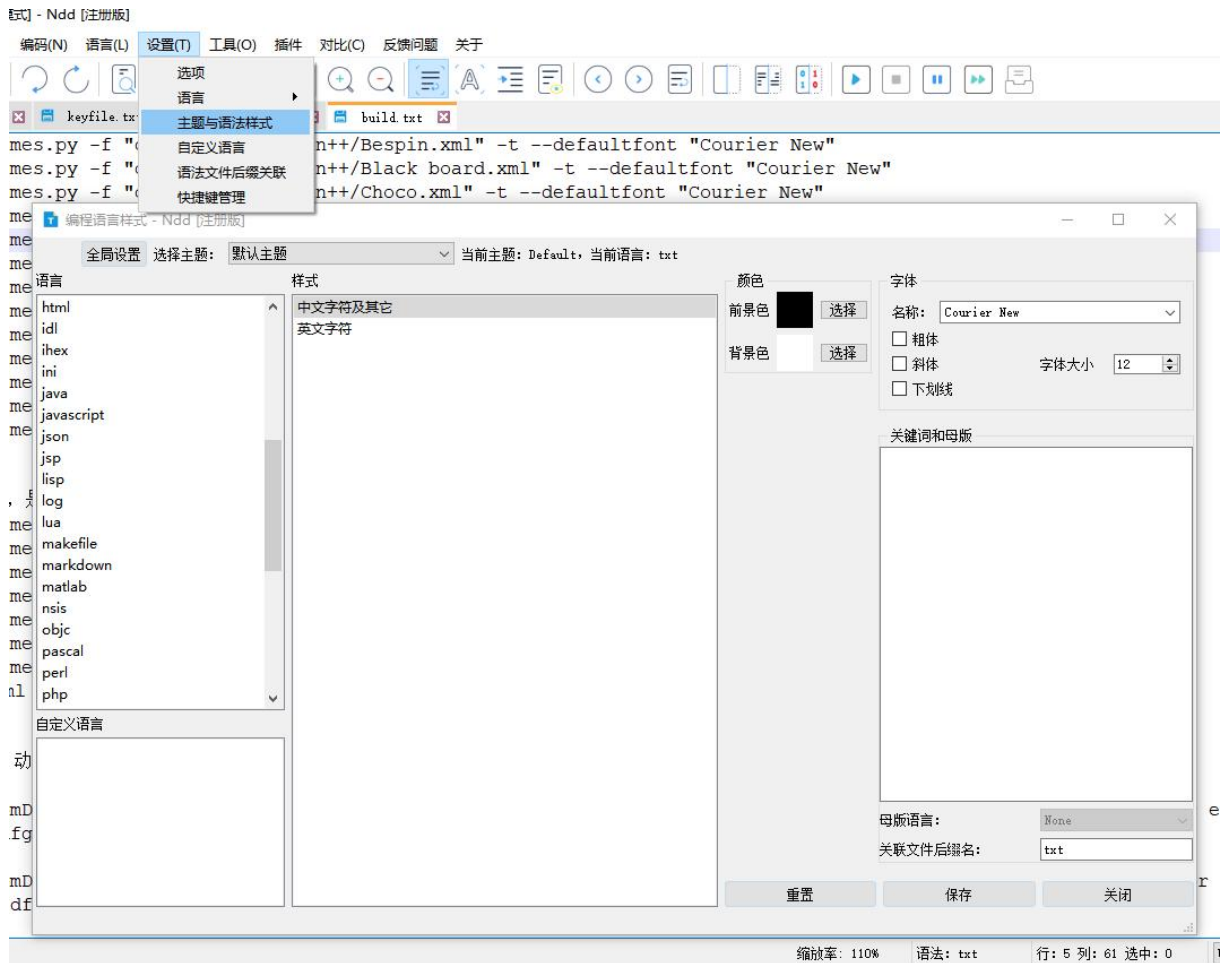 式] - Ndd [注册版]
编码(N) 语言(L) 设置(T) 工具(O) 插件 对比(C) 反馈问题 关于
选项
语言
主题与语法样式
自定义语言
语法文件后缀关联
快捷键管理
keyfile.tx build.txt
mes.py -f " n++/Bespin.xml" -t --defaultfont "Courier New"
mes.py -f " n++/Black board.xml" -t --defaultfont "Courier New"
mes.py -f " n++/Choco.xml" -t --defaultfont "Courier New"
编程语言样式 - Ndd [注册版]
全局设置 选择主题: 默认主题 当前主题: Default, 当前语言: txt
语言
html
idl
ihex
ini
java
javascript
json
jsp
lisp
log
lua
makefile
markdown
matlab
nsis
objc
pascal
perl
php
自定义语言
样式
中文字符及其它
英文字符
颜色
前景色 选择
背景色 选择
字体
名称: Courier New
粗体
斜体 字体大小 12
下划线
关键词和母版
母版语言: None
关联文件后缀名: txt
重置 保存 关闭
动
mD
fg
mD
df
缩放率: 110% 语法: txt 行: 5 列: 61 选中: 0